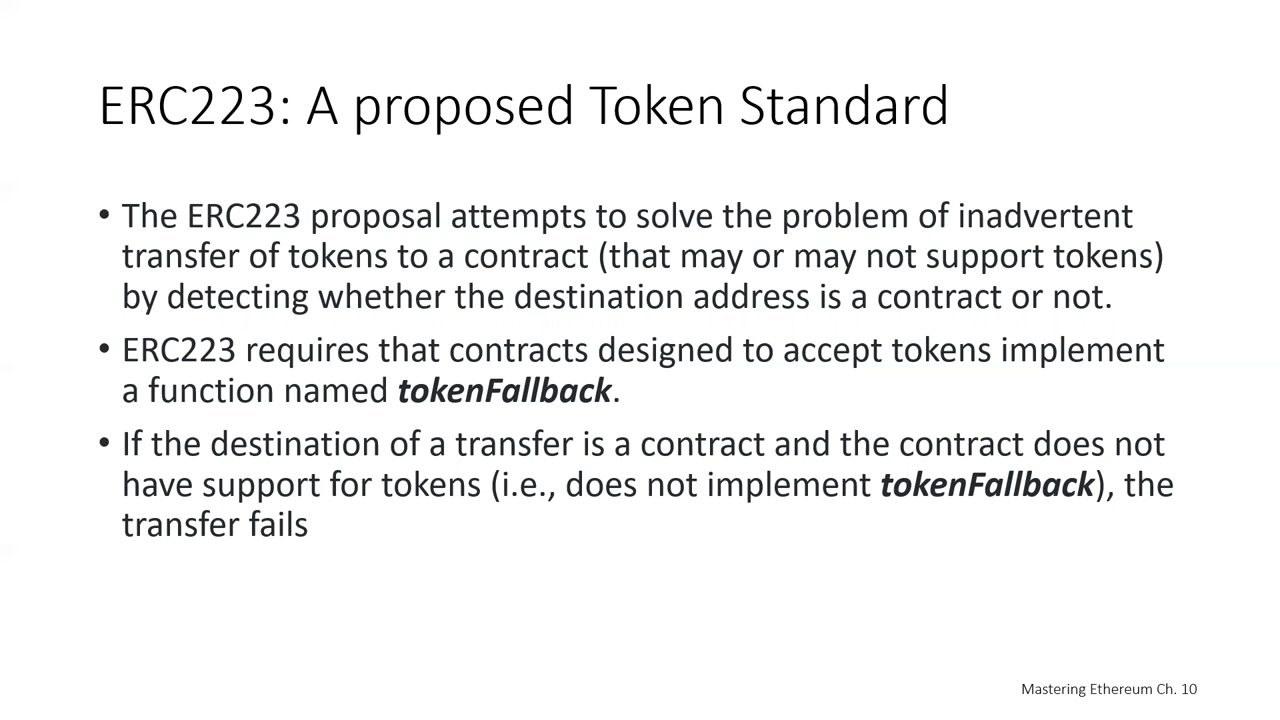 ERC223: A proposed Token Standard
• The ERC223 proposal attempts to solve the problem of inadvertent
transfer of tokens to a contract (that may or may not support tokens)
by detecting whether the destination address is a contract or not.
• ERC223 requires that contracts designed to accept tokens implement
a function named tokenFallback.
• If the destination of a transfer is a contract and the contract does not
have support for tokens (i.e., does not implement tokenFallback), the
transfer fails
Mastering Ethereum Ch. 10